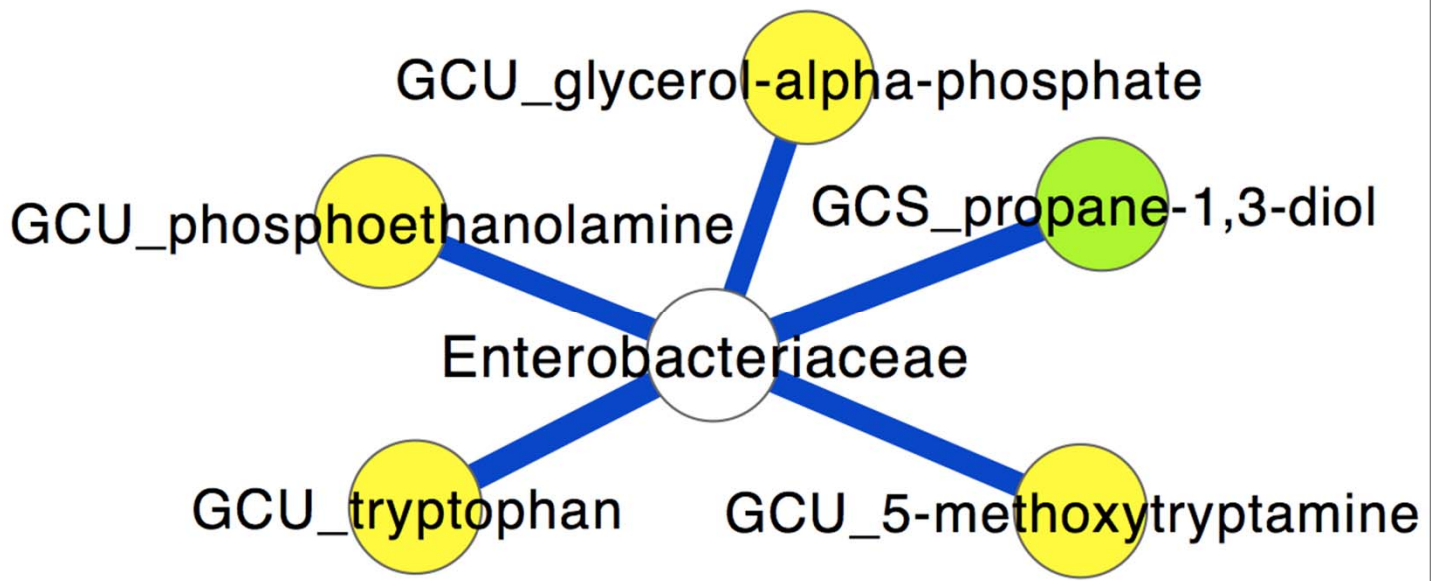 GCU_glycerol-alpha-phosphate
GCS_propane-1,3-diol
GCU_phosphoethanolamine
Enterobacteriaceae
GCU_tryptophan
GCU_5-methoxytryptamine